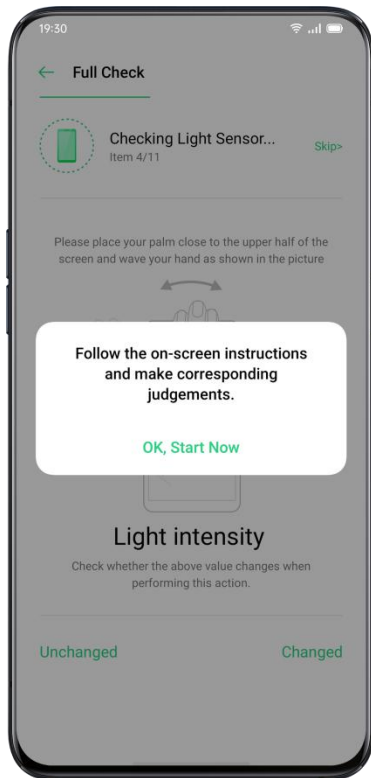 19:30
Full Check
Checking Light Sensor...
Item 4/11
Skip>
Please place your palm close to the upper half of the
screen and wave your hand as shown in the picture
Follow the on-screen instructions
and make corresponding
judgements.
OK, Start Now
Light intensity
Check whether the above value changes when
performing this action.
Unchanged
Changed